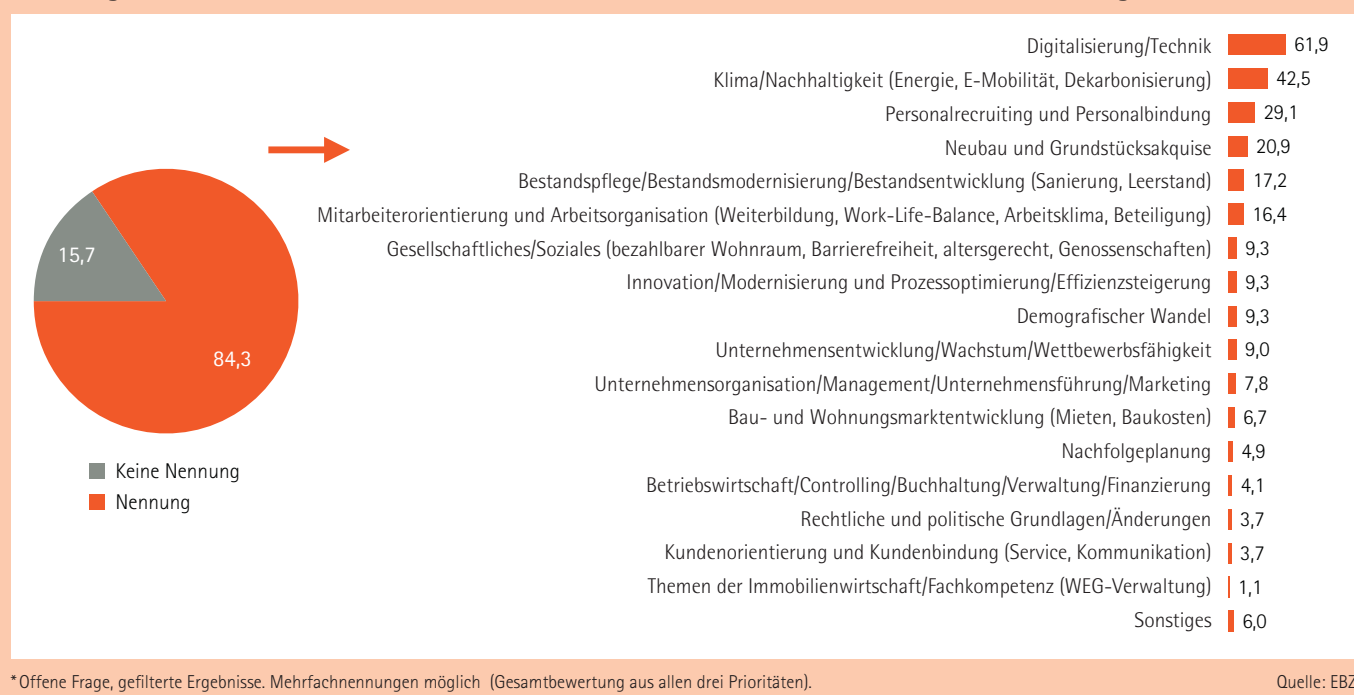 Digitalisierung/Technik 61,9
Klima/Nachhaltigkeit (Energie, E-Mobilität, Dekarbonisierung) 42,5
Personalrecruiting und Personalbindung 29,1
Neubau und Grundstücksakquise 20,9
Bestandspflege/Bestandsmodernisierung/Bestandsentwicklung (Sanierung, Leerstand) 17,2
Mitarbeiterorientierung und Arbeitsorganisation (Weiterbildung, Work-Life-Balance, Arbeitsklima, Beteiligung) 16,4
Gesellschaftliches/Soziales (bezahlbarer Wohnraum, Barrierefreiheit, altersgerecht, Genossenschaften) 9,3
Innovation/Modernisierung und Prozessoptimierung/Effizienzsteigerung 9,3
Demografischer Wandel 9,3
Unternehmensentwicklung/Wachstum/Wettbewerbsfähigkeit 9,0
Unternehmensorganisation/Management/Unternehmensführung/Marketing 7,8
Bau- und Wohnungsmarktentwicklung (Mieten, Baukosten) 6,7
Nachfolgeplanung 4,9
Betriebswirtschaft/Controlling/Buchhaltung/Verwaltung/Finanzierung 4,1
Rechtliche und politische Grundlagen/Änderungen 3,7
Kundenorientierung und Kundenbindung (Service, Kommunikation) 3,7
Themen der Immobilienwirtschaft/Fachkompetenz (WEG-Verwaltung) 1,1
Sonstiges 6,0
15,7
84,3
Keine Nennung
Nennung
*Offene Frage, gefilterte Ergebnisse. Mehrfachnennungen möglich (Gesamtbewertung aus allen drei Prioritäten).
Quelle: EBZ